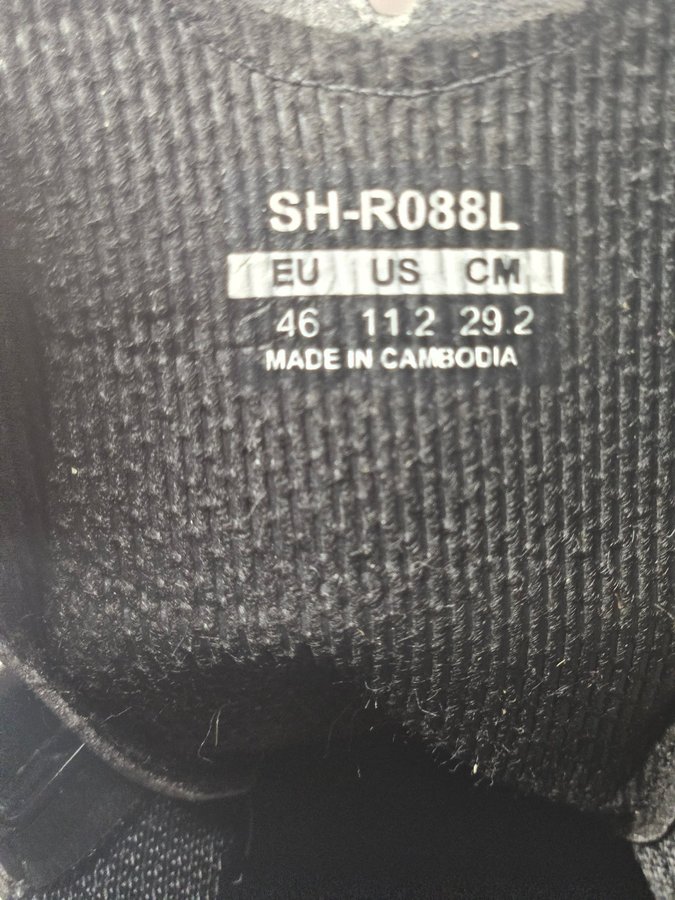 SH-R088L
EU US CM
46 11.2 29.2
MADE IN CAMBODIA